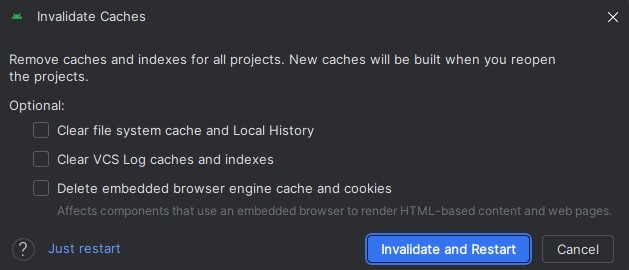 Invalidate Caches
Remove caches and indexes for all projects. New caches will be built when you reopen
the projects.
Optional:
Clear file system cache and Local History
Clear VCS Log caches and indexes
Delete embedded browser engine cache and cookies
Affects components that use an embedded browser to render HTML-based content and web pages.
? Just restart Invalidate and Restart Cancel